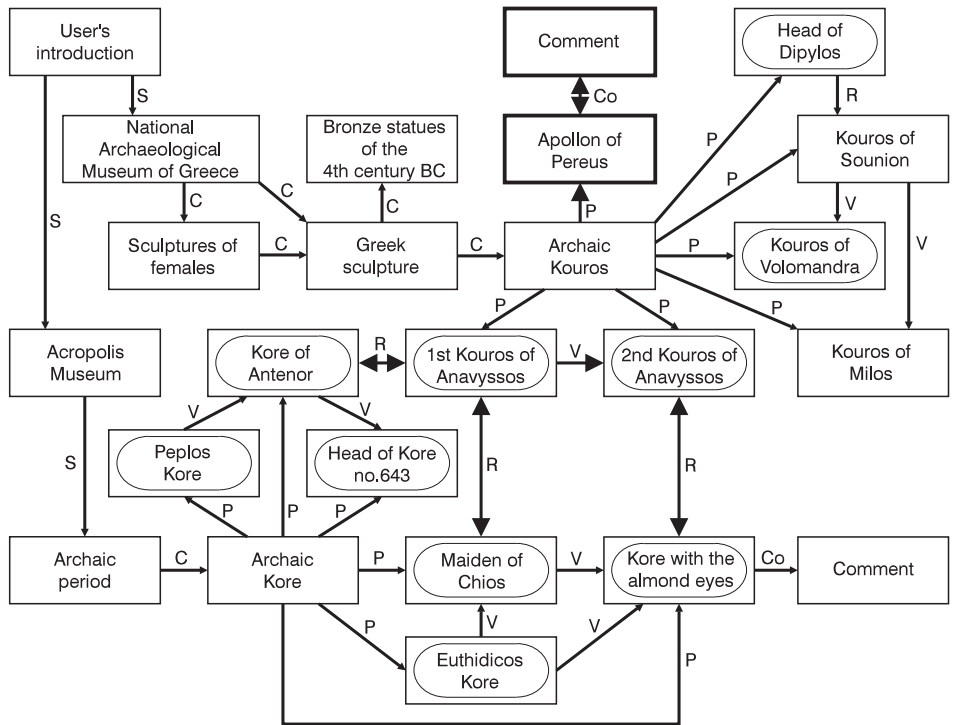 User's
introduction
Comment
Head of
Dipylos
S
Co
R
National
Archaeological
Museum of Greece
Bronze statues
of the
4th century BC
Apollon of
Pereus
P
Kouros of
Sounion
C
C
C
P
P
V
S
Sculptures of
females
C
Greek
sculpture
C
Archaic
Kouros
P
Kouros of
Volomandra
V
P
P
P
Acropolis
Museum
Kore of
Antenor
R
1st Kouros of
Anavyssos
V
2nd Kouros of
Anavyssos
Kouros of
Milos
V
V
S
Peplos
Kore
Head of Kore
no.643
R
R
P
P
P
Archaic
period
C
Archaic
Kore
P
Maiden of
Chios
V
Kore with the
almond eyes
Co
Comment
P
V
V
Euthidicos
Kore
P